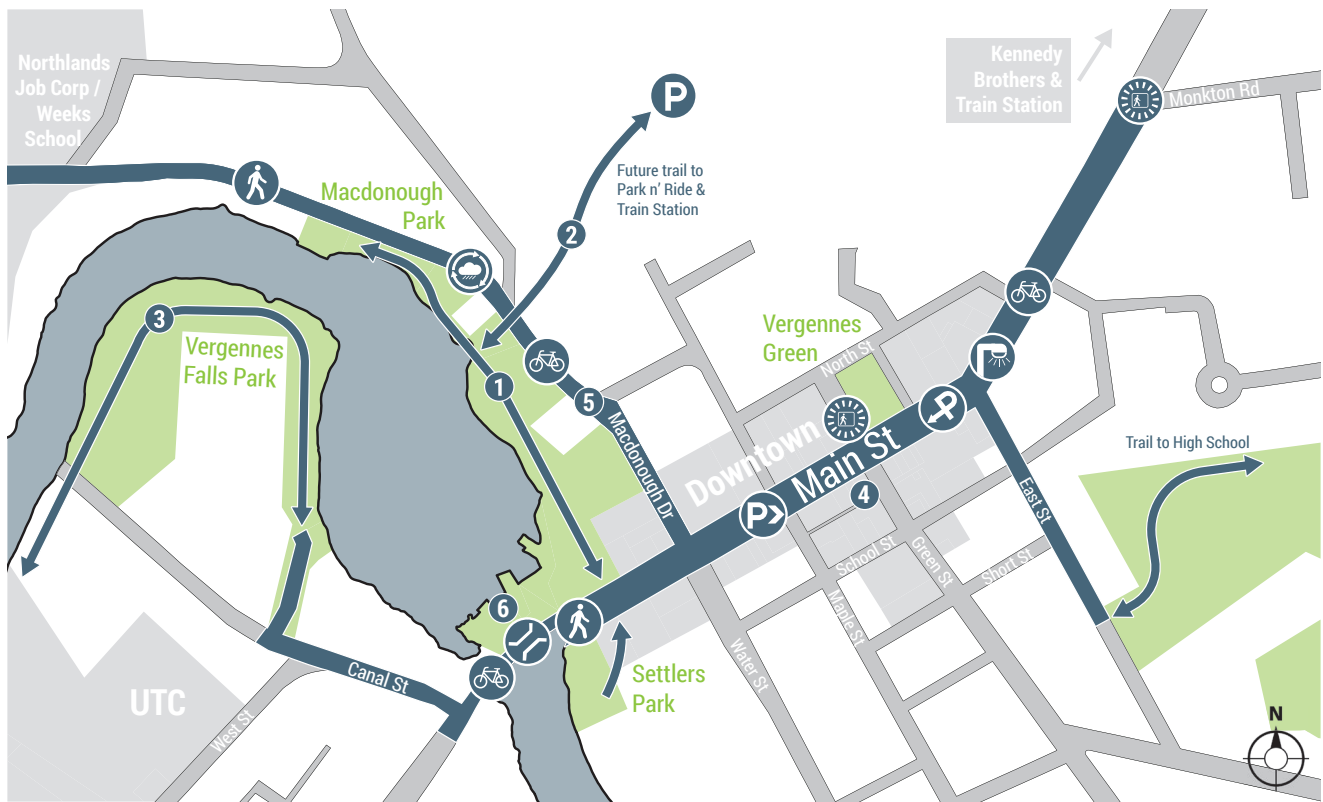 Northlands
Job Corp /
Weeks
School
Kennedy
Brothers &
Train Station
Monkton Rd
P
Future trail to
Park n' Ride &
Train Station
2
Macdonough
Park
3
Vergennes
Falls Park
Vergennes
Green
North St
1
5
Macdonough Dr
Downtown
Main St
P
P
4
Trail to High School
East St
School St
Green St
Short St
Maple St
Water St
6
Settlers
Park
Canal St
UTC
West St
N